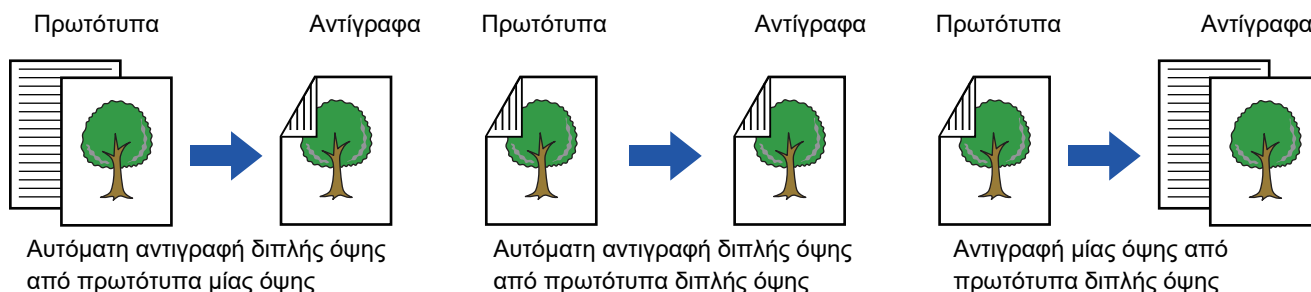 Πρωτότυπα Αντίγραφα Πρωτότυπα Αντίγραφα Πρωτότυπα Αντίγραφα
Αυτόματη αντιγραφή διπλής όψης
από πρωτότυπα μίας όψης
Αυτόματη αντιγραφή διπλής όψης
από πρωτότυπα διπλής όψης
Αντιγραφή μίας όψης από
πρωτότυπα διπλής όψης